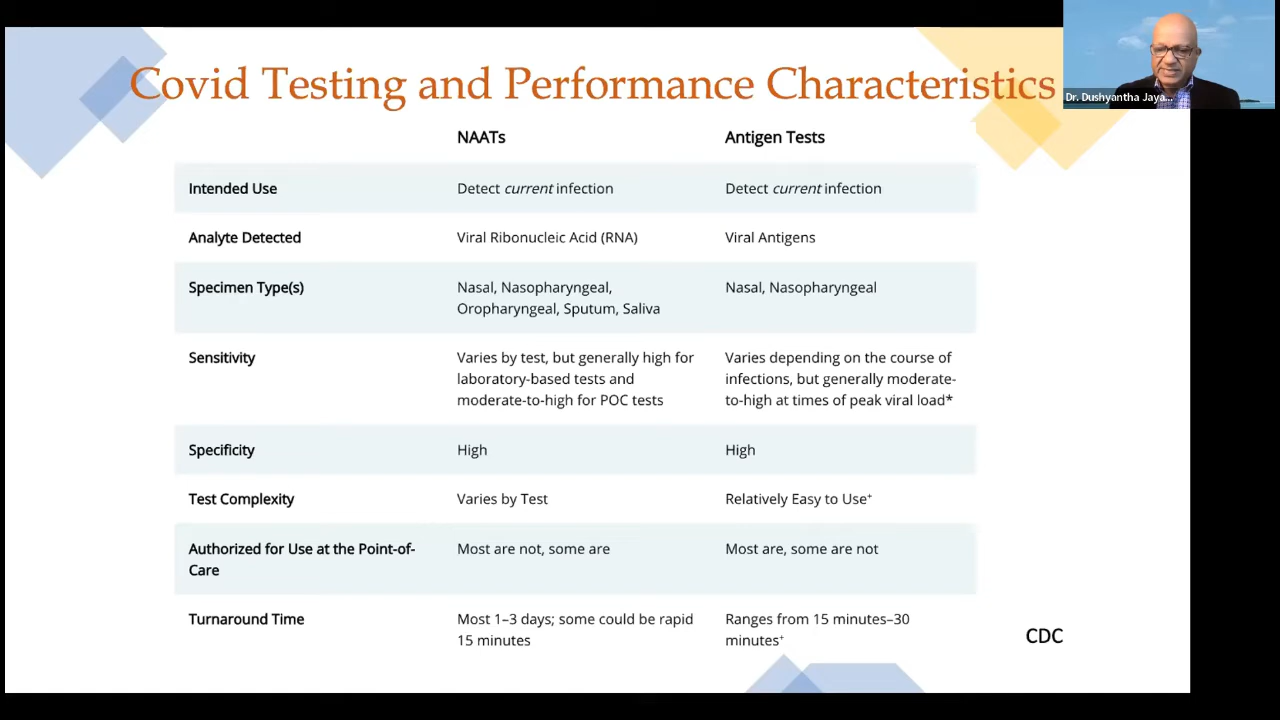 Covid Testing and Performance Characteristics
Dr. Dushyantha Jaya...
NAATs Antigen Tests
Intended Use Detect current infection Detect current infection
Analyte Detected Viral Ribonucleic Acid (RNA) Viral Antigens
Specimen Type(s) Nasal, Nasopharyngeal, Nasal, Nasopharyngeal
Oropharyngeal, Sputum, Saliva
Sensitivity Varies by test, but generally high for Varies depending on the course of
laboratory-based tests and infections, but generally moderate-
moderate-to-high for POC tests to-high at times of peak viral load*
Specificity High High
Test Complexity Varies by Test Relatively Easy to Use⁺
Authorized for Use at the Point-of- Most are not, some are Most are, some are not
Care
Turnaround Time Most 1–3 days; some could be rapid Ranges from 15 minutes–30
15 minutes minutes⁺
CDC